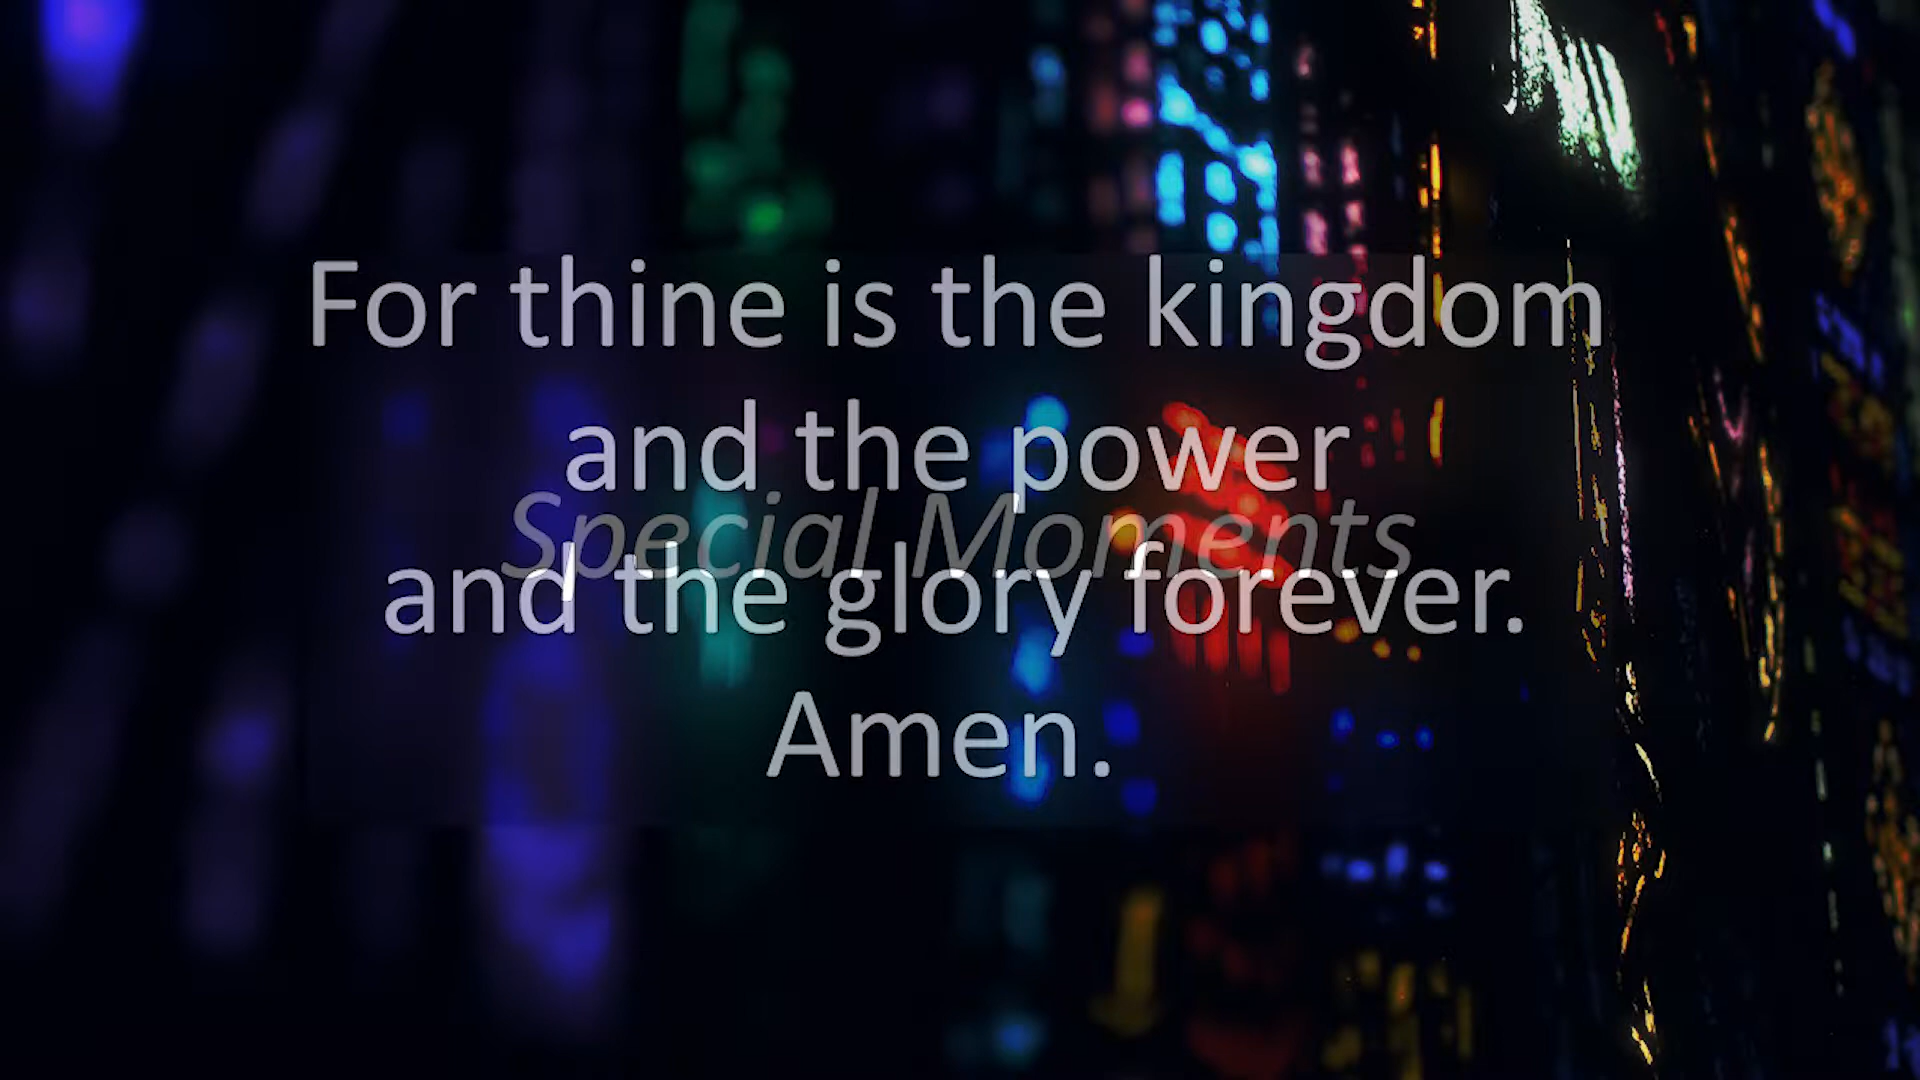 For thine is the kingdom
and the power
Special Moments
and the glory forever.
Amen.